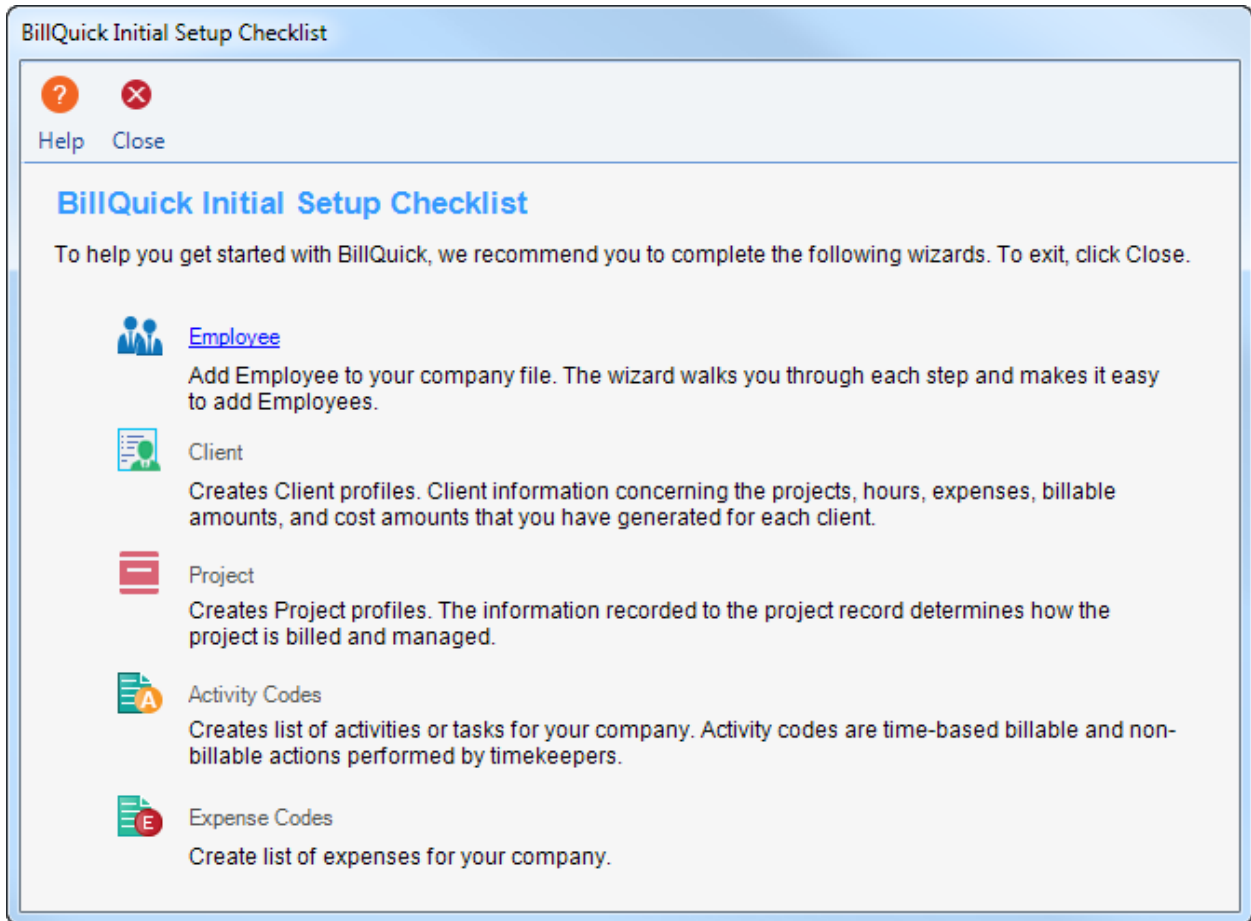 BillQuick Initial Setup Checklist
?
Help Close
BillQuick Initial Setup Checklist
To help you get started with BillQuick, we recommend you to complete the following wizards. To exit, click Close.
Employee
Add Employee to your company file. The wizard walks you through each step and makes it easy
to add Employees.
Client
Creates Client profiles. Client information concerning the projects, hours, expenses, billable
amounts, and cost amounts that you have generated for each client.
Project
Creates Project profiles. The information recorded to the project record determines how the
project is billed and managed.
A
Activity Codes
Creates list of activities or tasks for your company. Activity codes are time-based billable and non-
billable actions performed by timekeepers.
E
Expense Codes
Create list of expenses for your company.